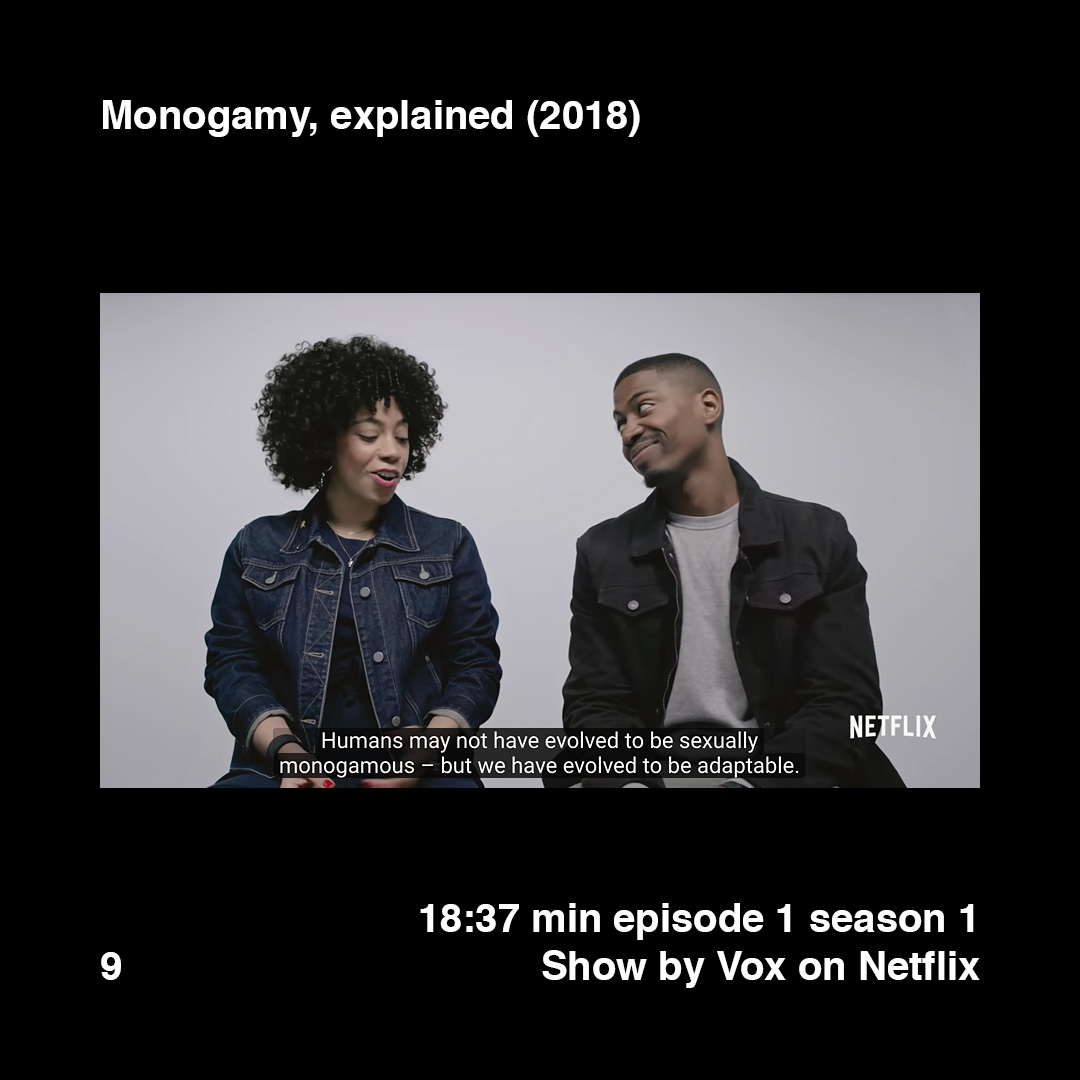 Monogamy, explained (2018)
NETFLIX
Humans may not have evolved to be sexually
monogamous – but we have evolved to be adaptable.
18:37 min episode 1 season 1
9
Show by Vox on Netflix